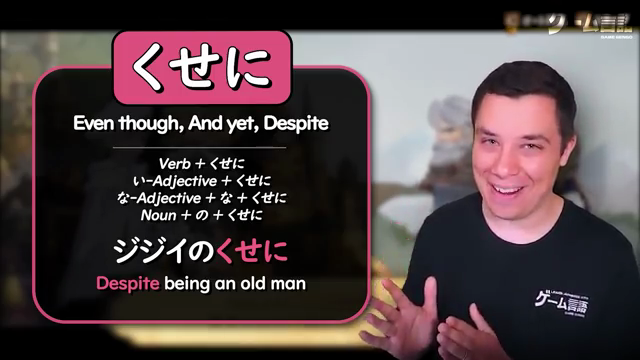 くせに
Even though, And yet, Despite
Verb + くせに
い-Adjective + くせに
な-Adjective + な + くせに
Noun + の + くせに
ジジイのくせに
Despite being an old man
ゲーム言語
ゲーム言語